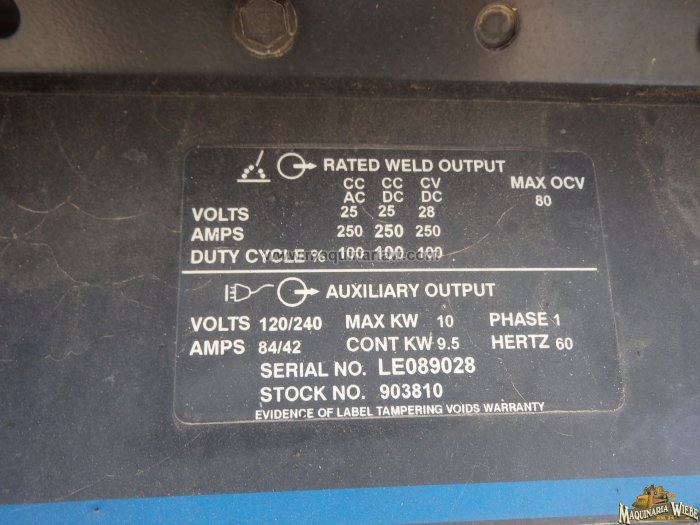 RATED WELD OUTPUT
CC CC CV MAX OCV
AC DC DC 80
VOLTS 25 25 28
AMPS 250 250 250
DUTY CYCLE % 100 100 100
AUXILIARY OUTPUT
VOLTS 120/240 MAX KW 10 PHASE 1
AMPS 84/42 CONT KW 9.5 HERTZ 60
SERIAL NO. LE089028
STOCK NO. 903810
EVIDENCE OF LABEL TAMPERING VOIDS WARRANTY
MAQUINARIA WIEBE